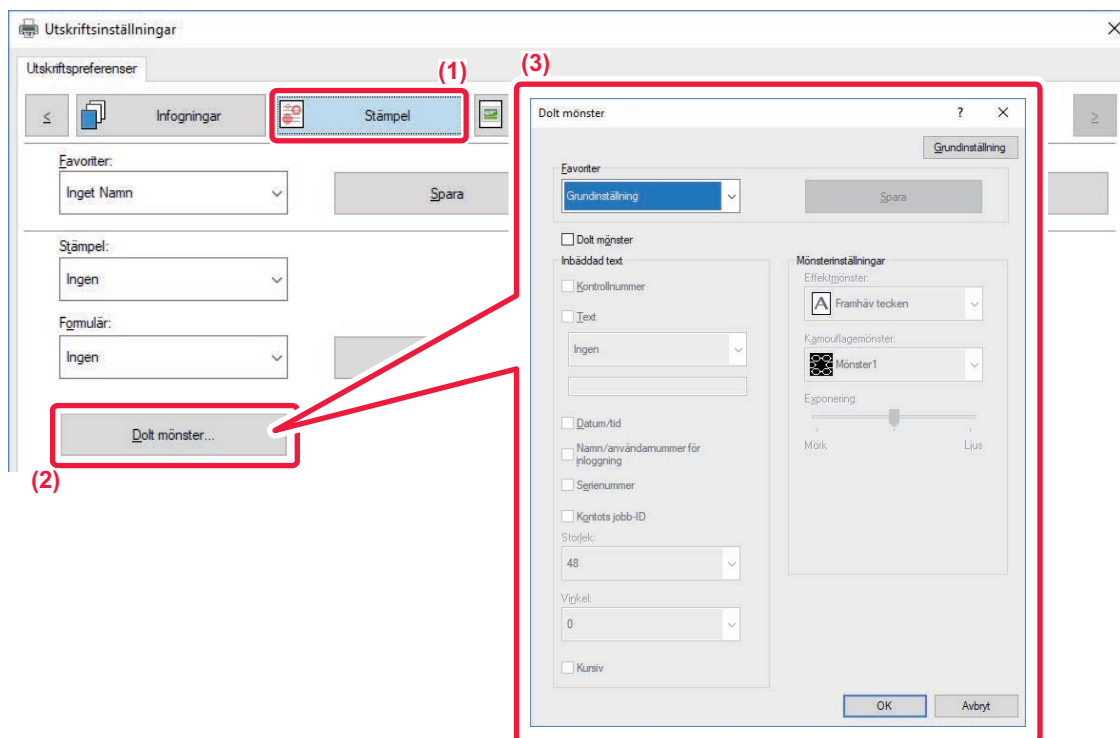 Utskriftsinställningar
Utskriftspreferenser
(1)
<
Infogningar
Stämpel
>
Favoriter:
Inget Namn
Spara
Stämpel:
Ingen
Formulär:
Ingen
Dolt mönster...
(2)
(3)
Dolt mönster
?
Grundinställning
Favoriter
Grundinställning
Spara
Dolt mönster
Inbäddad text
Kontrollnummer
Text
Ingen
Datum/tid
Namn/användarnummer för
inloggning
Serienummer
Kontots jobb-ID
Storlek:
48
Vinkel:
0
Kursiv
Mönsterinställningar
Effektmönster:
A Framhäv tecken
Kamouflagemönster:
Mönster1
Exponering:
Mörk Ljus
OK
Avbryt